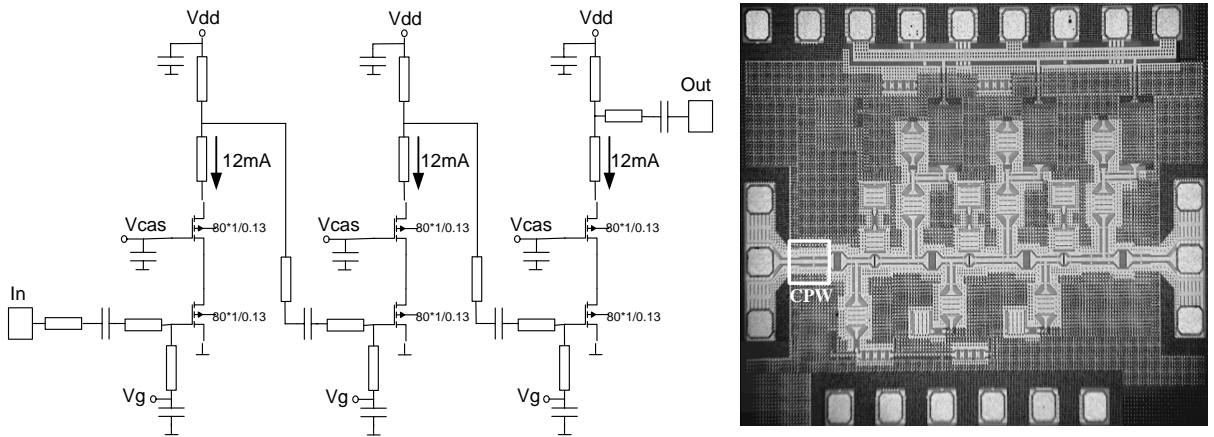 Vdd Vdd Vdd
Out
12mA 12mA 12mA
Vcas Vcas Vcas
80*1/0.13 80*1/0.13 80*1/0.13
In
80*1/0.13 80*1/0.13 80*1/0.13
Vg Vg Vg
CPW